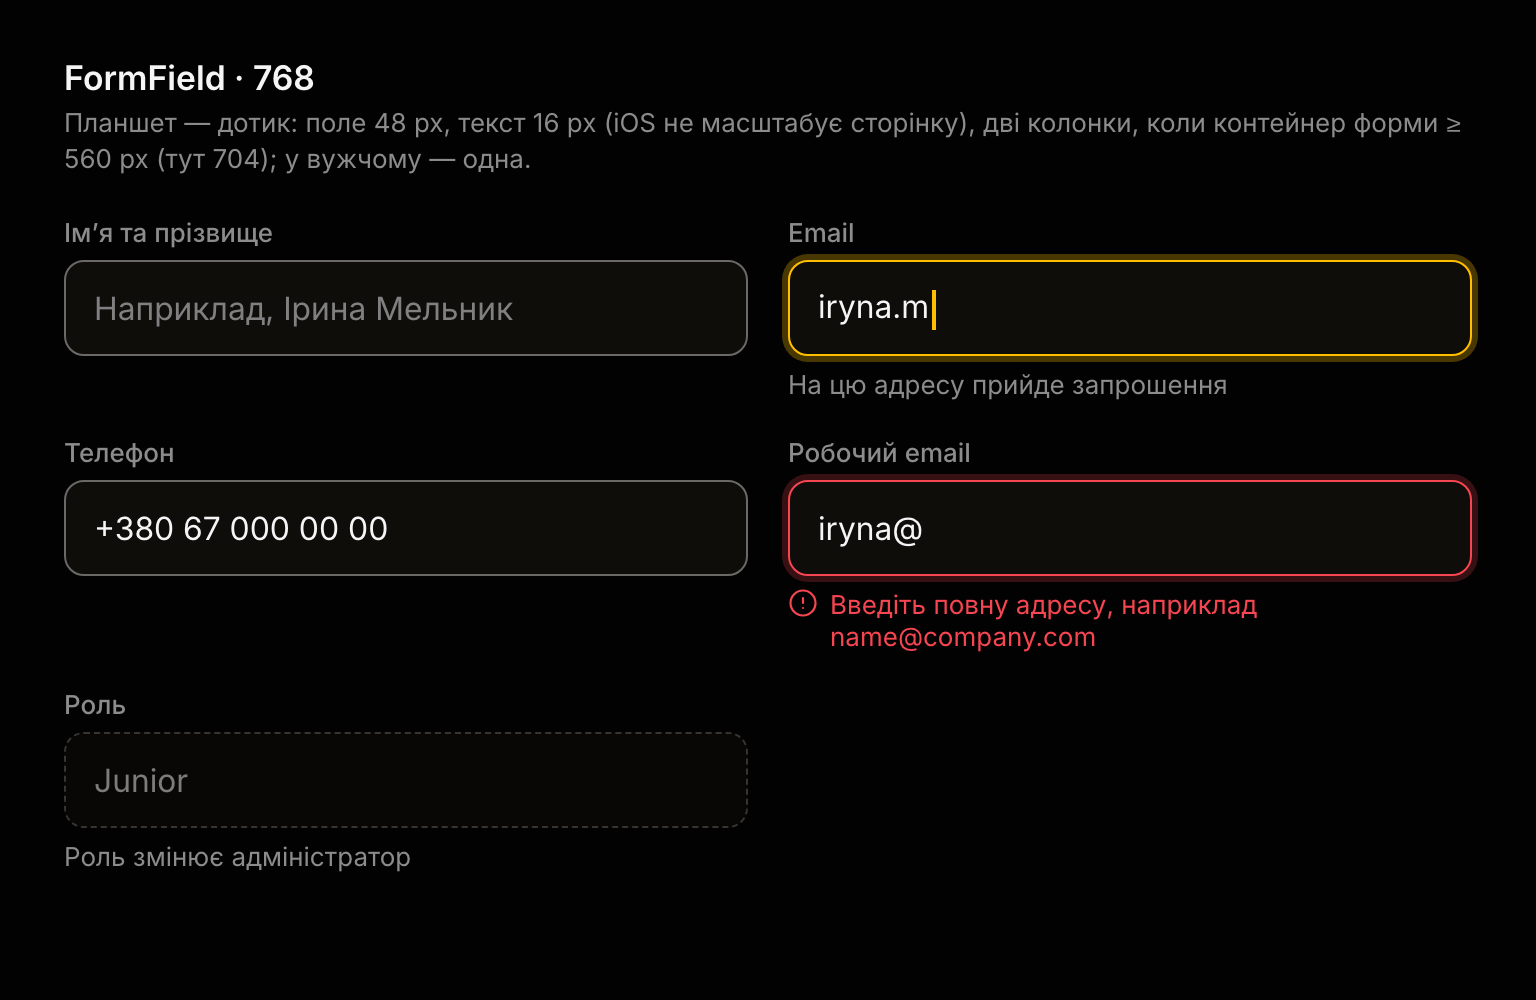 FormField · 768
Планшет — дотик: поле 48 px, текст 16 px (iOS не масштабує сторінку), дві колонки, коли контейнер форми ≥
560 px (тут 704); у вужчому — одна.
Ім’я та прізвище
Наприклад, Ірина Мельник
Email
iryna.m
На цю адресу прийде запрошення
Телефон
+380 67 000 00 00
Робочий email
iryna@
Введіть повну адресу, наприклад
name@company.com
Роль
Junior
Роль змінює адміністратор